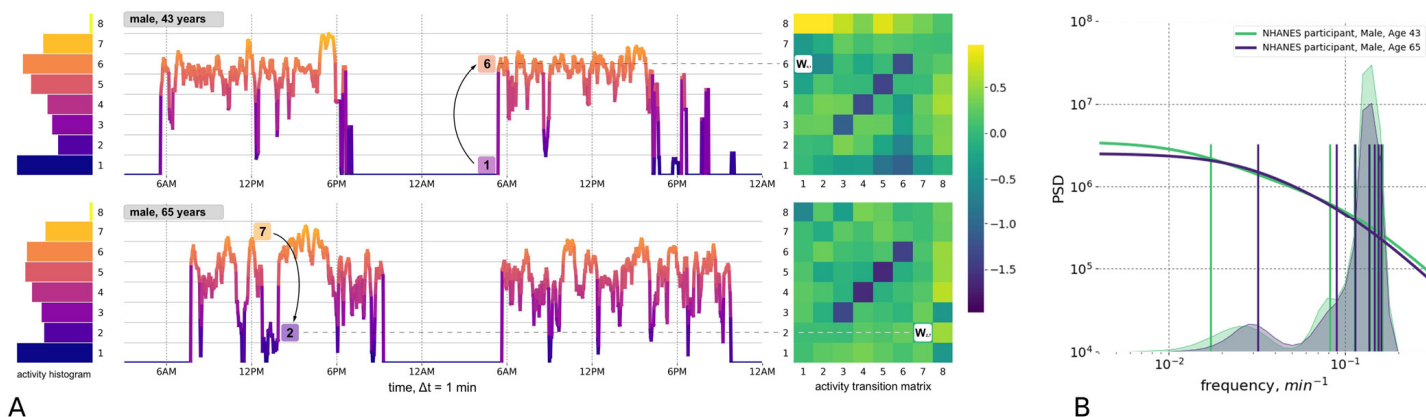 8
7
6
5
4
3
2
1
male, 43 years
6
1
6AM
12PM
6PM
12AM
6AM
12PM
6PM
12AM
8
7
6
5
4
3
2
1
1 2 3 4 5 6 7 8
W₆,₁
8
7
6
5
4
3
2
1
activity histogram
male, 65 years
7
2
6AM
12PM
6PM
12AM
6AM
12PM
6PM
12AM
time, Δt = 1 min
8
7
6
5
4
3
2
1
1 2 3 4 5 6 7 8
W₂,₇
activity transition matrix
0.5
0.0
−0.5
−1.0
−1.5
A
10⁸
10⁷
10⁶
10⁵
10⁴
PSD
NHANES participant, Male, Age 43
NHANES participant, Male, Age 65
10⁻²
10⁻¹
frequency, min⁻¹
B